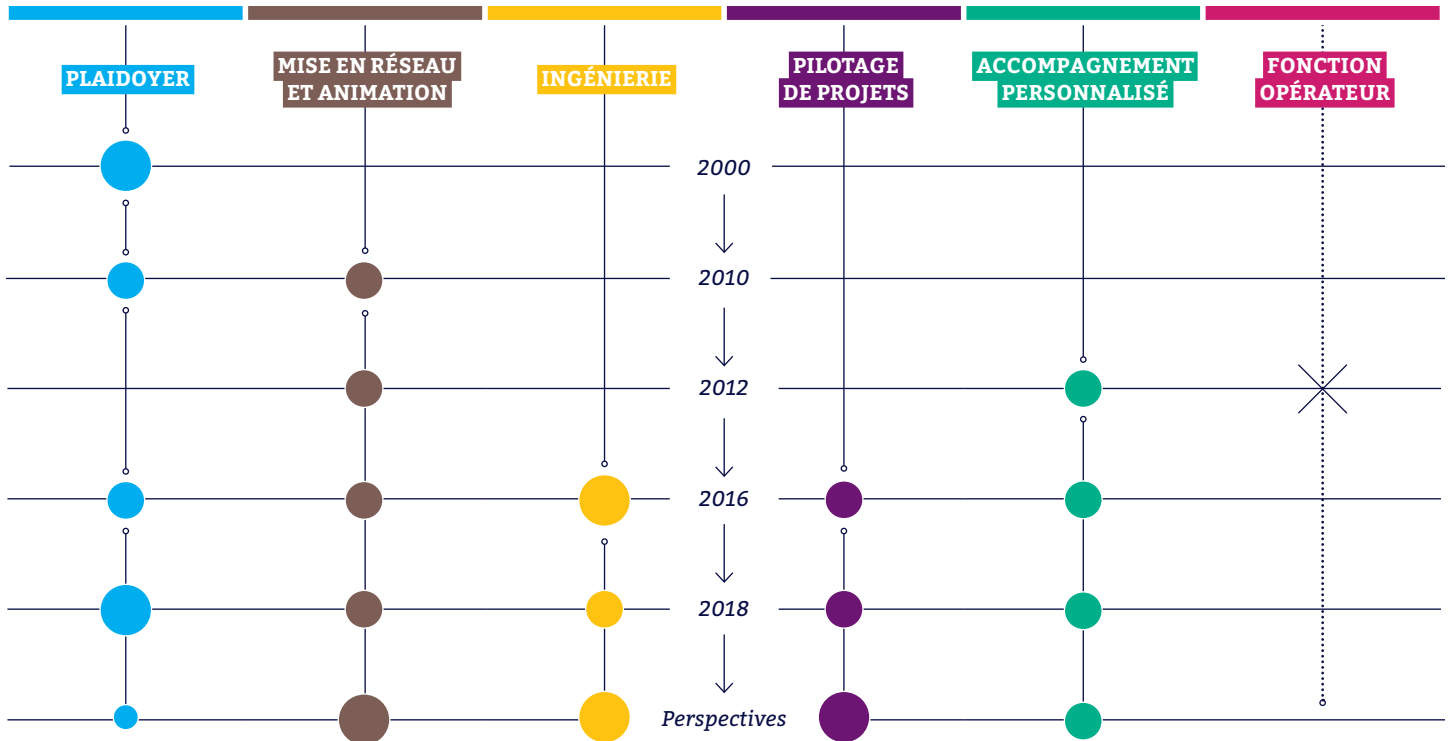 PLAIDOYER
MISE EN RÉSEAU
ET ANIMATION
INGÉNIERIE
PILOTAGE
DE PROJETS
ACCOMPAGNEMENT
PERSONNALISÉ
FONCTION
OPÉRATEUR
2000
2010
2012
2016
2018
Perspectives